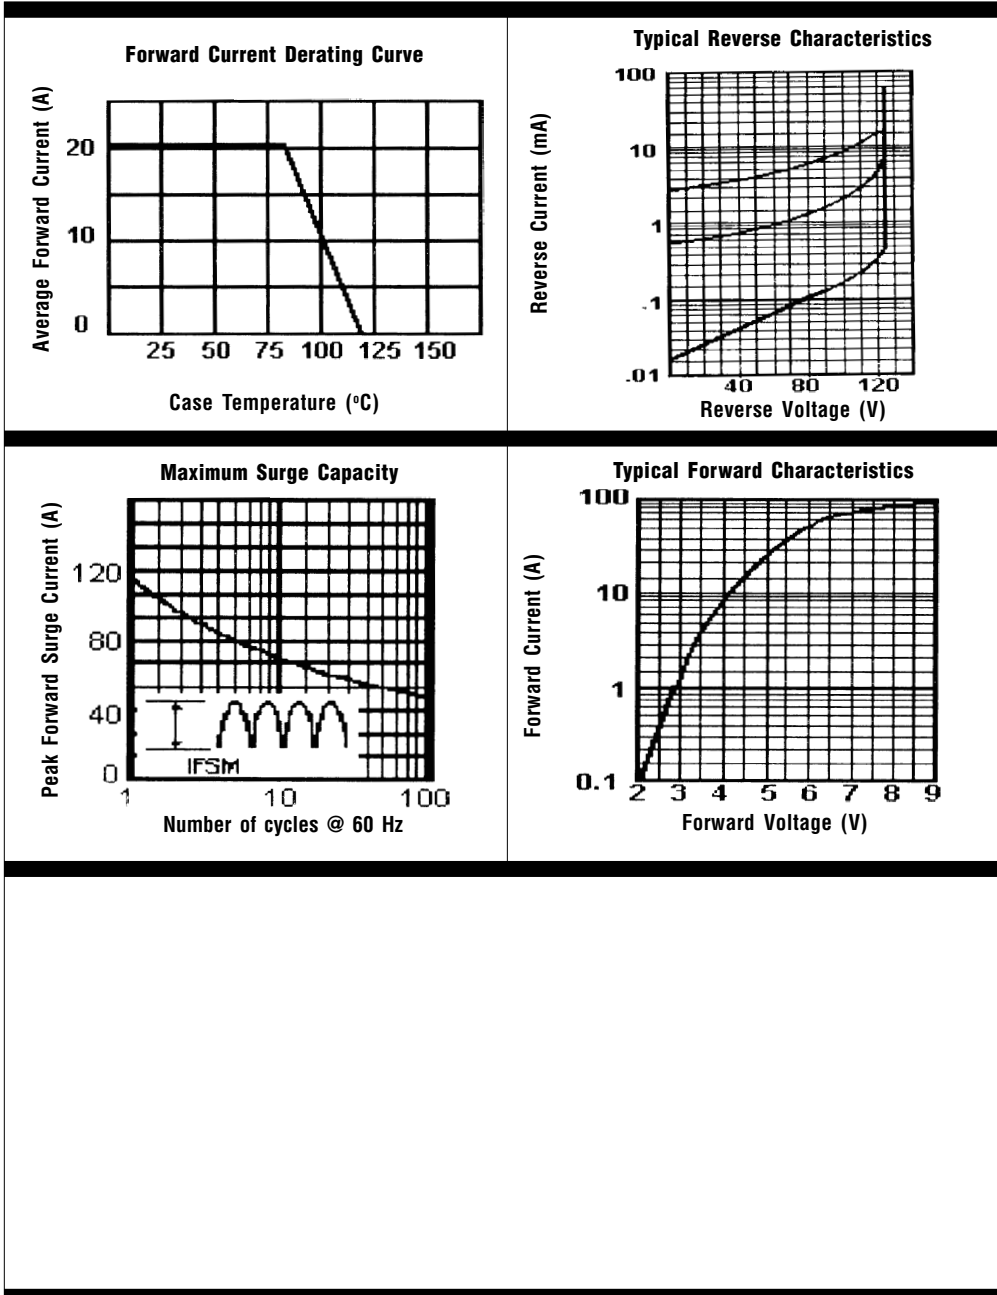 Forward Current Derating Curve
Average Forward Current (A)
20
10
0
25 50 75 100 125 150
Case Temperature (ºC)
Typical Reverse Characteristics
Reverse Current (mA)
100
10
1
.1
.01
40 80 120
Reverse Voltage (V)
Maximum Surge Capacity
Peak Forward Surge Current (A)
120
80
40
0
IFSM
1 10 100
Number of cycles @ 60 Hz
Typical Forward Characteristics
Forward Current (A)
100
10
1
0.1
2 3 4 5 6 7 8 9
Forward Voltage (V)